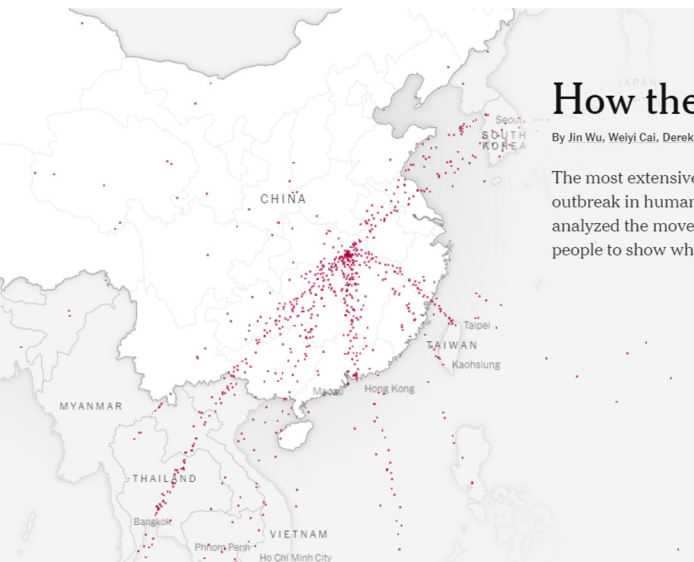 JAPAN
How the
Seoul
SOUTH
KOREA
By Jin Wu, Weiyi Cai, Derek
The most extensive
outbreak in human
analyzed the move
people to show wh
CHINA
Taipei
TAIWAN
Kaohsiung
Macau
Hong Kong
MYANMAR
THAILAND
Bangkok
VIETNAM
Phnom Penh
Ho Chi Minh City